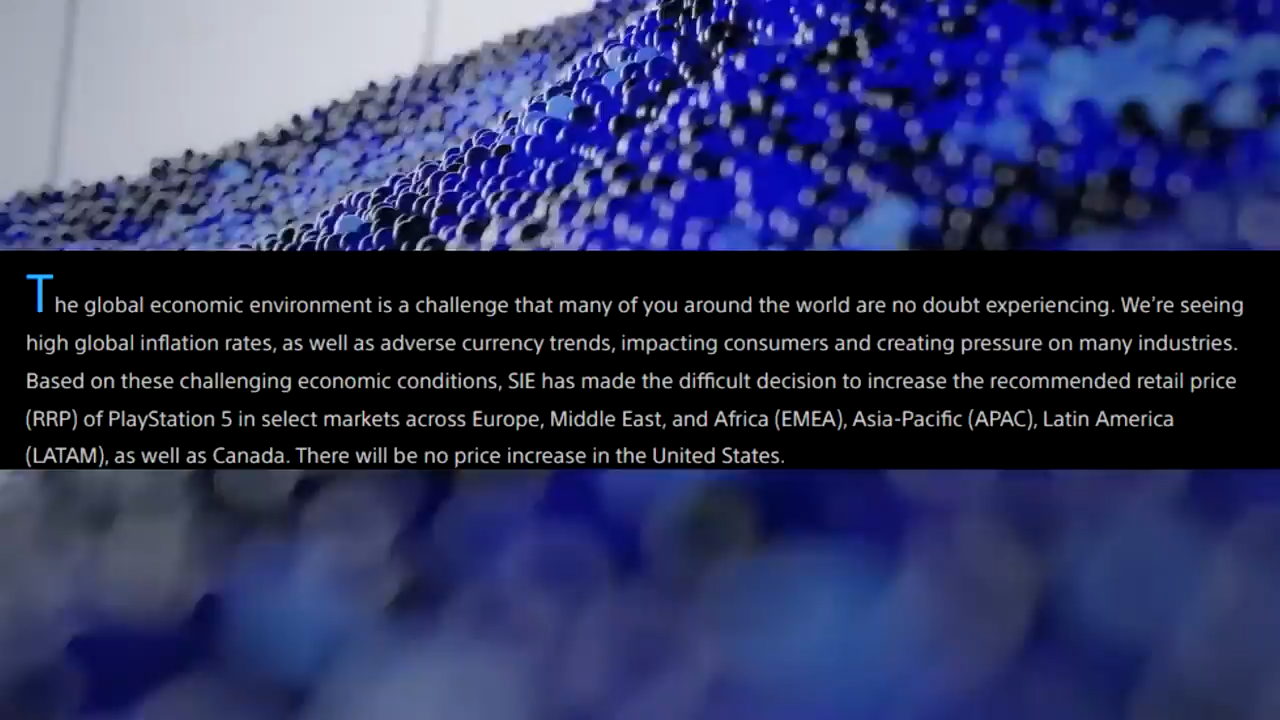 The global economic environment is a challenge that many of you around the world are no doubt experiencing. We’re seeing
high global inflation rates, as well as adverse currency trends, impacting consumers and creating pressure on many industries.
Based on these challenging economic conditions, SIE has made the difficult decision to increase the recommended retail price
(RRP) of PlayStation 5 in select markets across Europe, Middle East, and Africa (EMEA), Asia-Pacific (APAC), Latin America
(LATAM), as well as Canada. There will be no price increase in the United States.